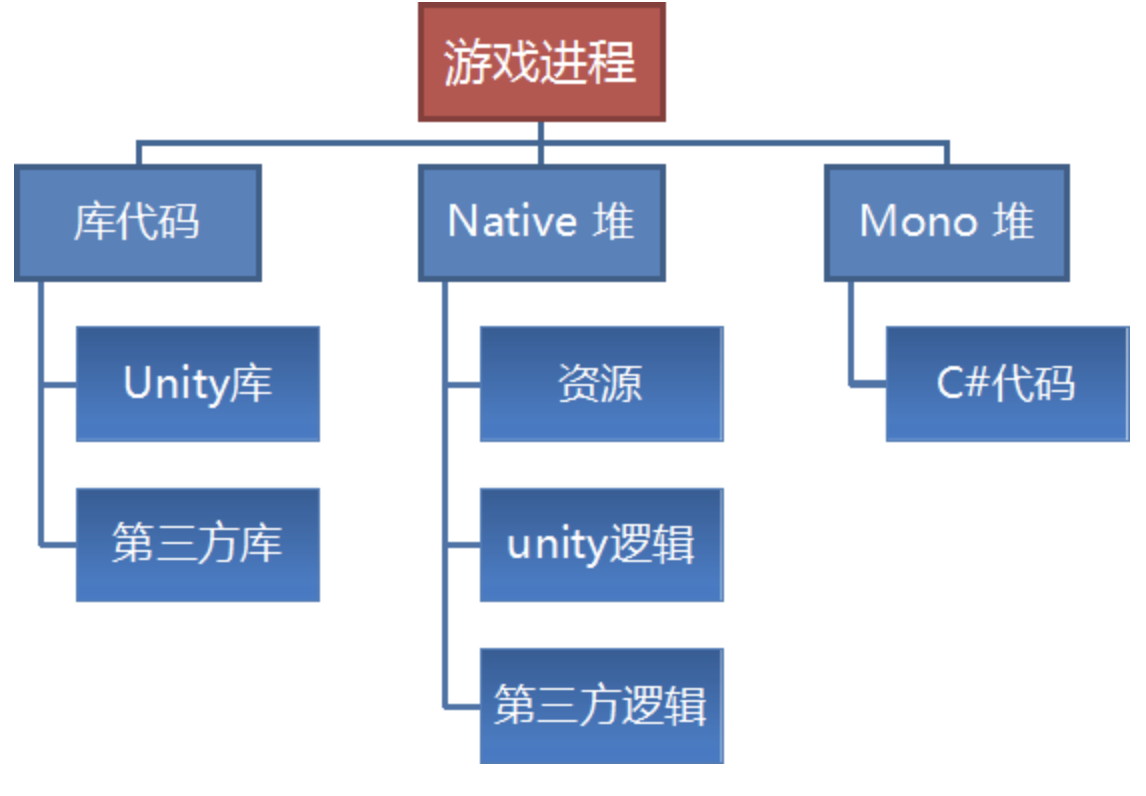 游戏进程
库代码
Native 堆
Mono 堆
Unity库
资源
C#代码
第三方库
unity逻辑
第三方逻辑